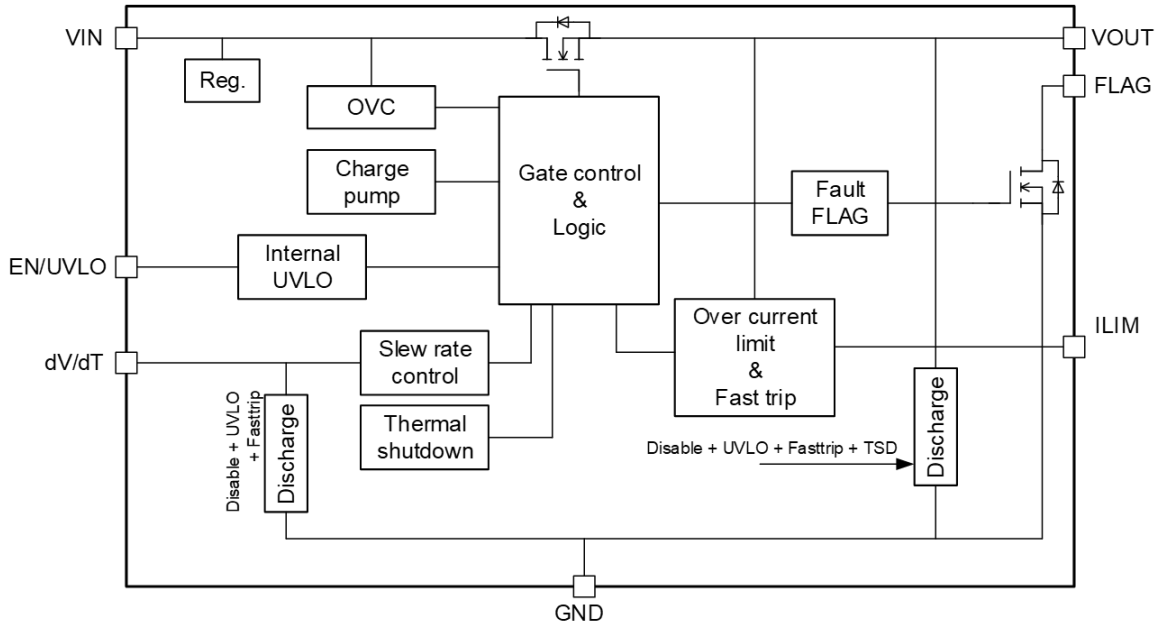 VIN
VOUT
Reg.
OVC
FLAG
Charge
pump
Gate control
&
Logic
Fault
FLAG
EN/UVLO
Internal
UVLO
Over current
limit
&
Fast trip
ILIM
dV/dT
Slew rate
control
Disable + UVLO
+ Fasttrip
Discharge
Thermal
shutdown
Disable + UVLO + Fasttrip + TSD
Discharge
GND